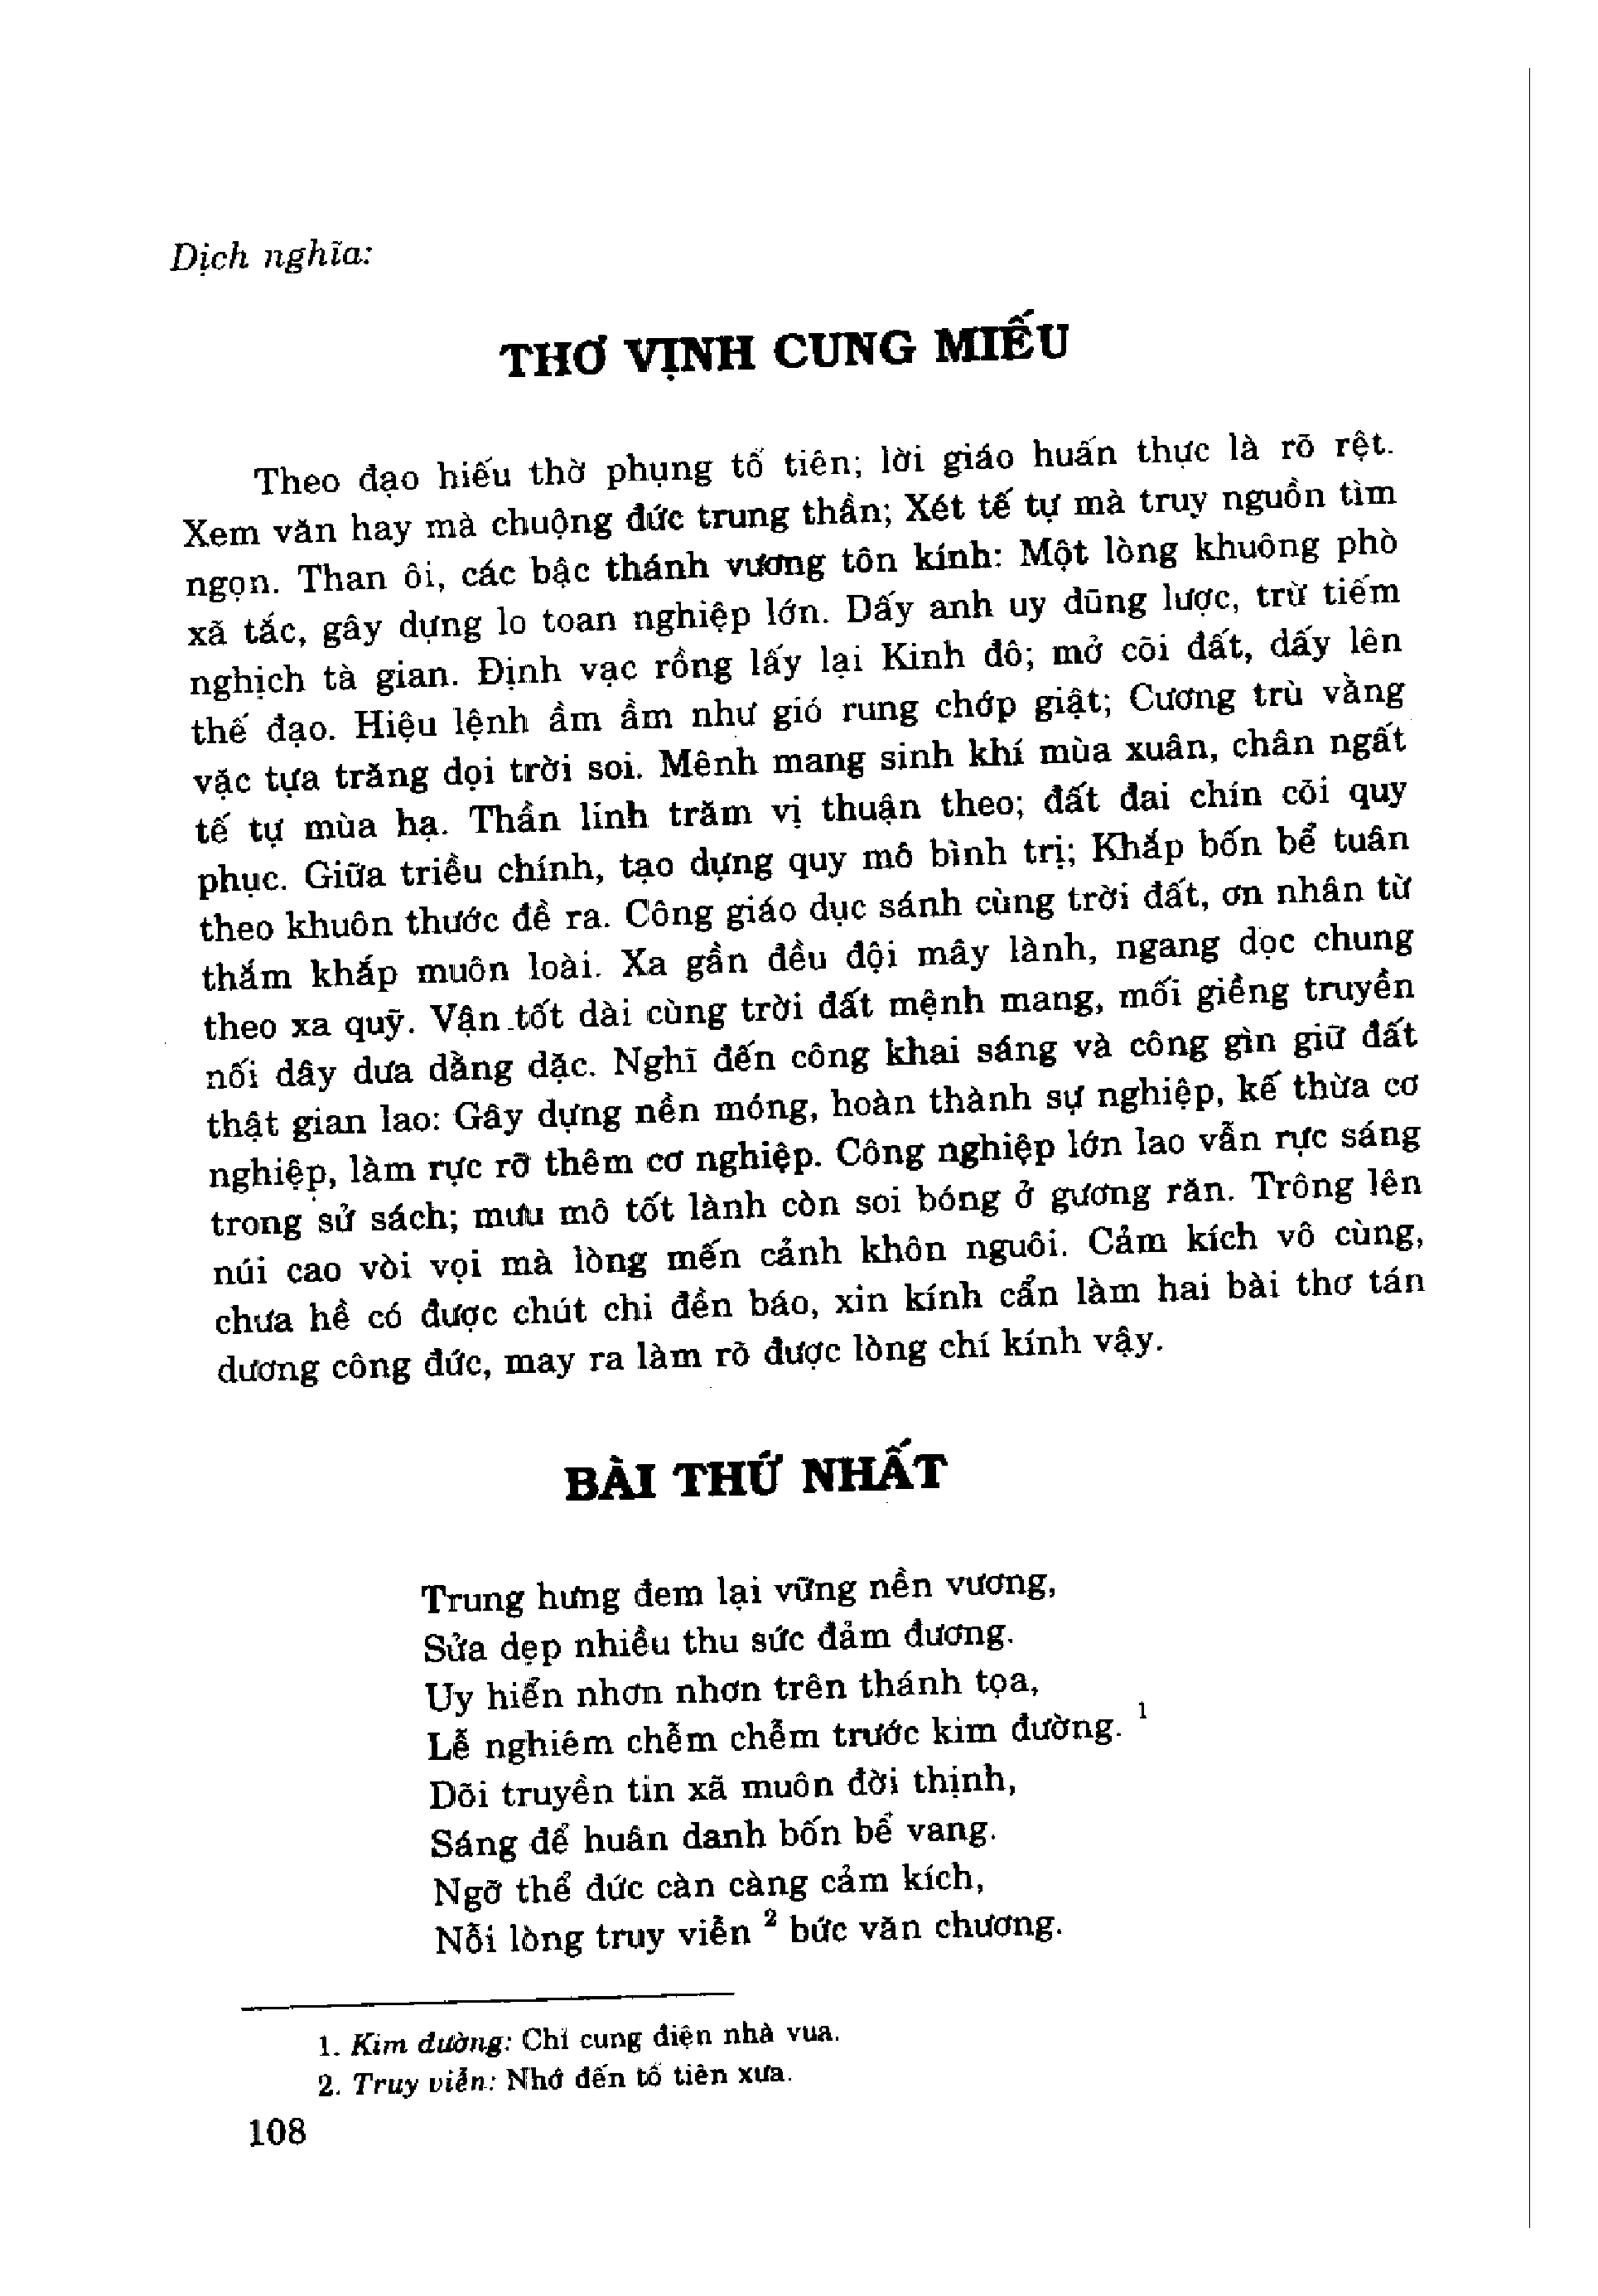 Dịch nghĩa:
THƠ VỊNH CUNG MIẾU
Theo đạo hiếu thờ phụng tổ tiên; lời giáo huấn thực là rõ rệt.
Xem văn hay mà chuộng đức trung thần; Xét tế tự mà truy nguồn tìm
ngọn. Than ôi, các bậc thánh vương tôn kính: Một lòng khuông phò
xã tắc, gây dựng lo toan nghiệp lớn. Dấy anh uy dũng lược, trừ tiếm
nghịch tà gian. Định vạc rồng lấy lại Kinh đô; mở cõi đất, dấy lên
thế đạo. Hiệu lệnh ầm ầm như gió rung chớp giật; Cương trù vằng
vặc tựa trăng dọi trời soi. Mênh mang sinh khí mùa xuân, chân ngất
tế tự mùa hạ. Thần linh trăm vị thuận theo; đất đai chín cõi quy
phục. Giữa triều chính, tạo dựng quy mô bình trị; Khắp bốn bể tuân
theo khuôn thước đề ra. Công giáo dục sánh cùng trời đất, ơn nhân từ
thắm khắp muôn loài. Xa gần đều đội mây lành, ngang dọc chung
theo xa quỹ. Vận tốt dài cùng trời đất mệnh mang, mối giềng truyền
nối dây dưa dằng dặc. Nghĩ đến công khai sáng và công gìn giữ đất
thật gian lao: Gây dựng nền móng, hoàn thành sự nghiệp, kế thừa cơ
nghiệp, làm rực rỡ thêm cơ nghiệp. Công nghiệp lớn lao vẫn rực sáng
trong sử sách; mưu mô tốt lành còn soi bóng ở gương răn. Trông lên
núi cao vòi vọi mà lòng mến cảnh khôn nguôi. Cảm kích vô cùng,
chưa hề có được chút chi đền báo, xin kính cẩn làm hai bài thơ tán
dương công đức, may ra làm rõ được lòng chí kính vậy.
BÀI THỨ NHẤT
Trung hưng đem lại vững nền vương,
Sửa dẹp nhiều thu sức đảm đương.
Uy hiển nhơn nhơn trên thánh tọa,
Lễ nghiêm chễm chễm trước kim đường. 1
Dõi truyền tin xã muôn đời thịnh,
Sáng để huân danh bốn bể vang.
Ngỡ thể đức càn càng cảm kích,
Nỗi lòng truy viễn 2 bức văn chương.
1. Kim đường: Chỉ cung điện nhà vua.
2. Truy viễn: Nhớ đến tổ tiên xưa.
108